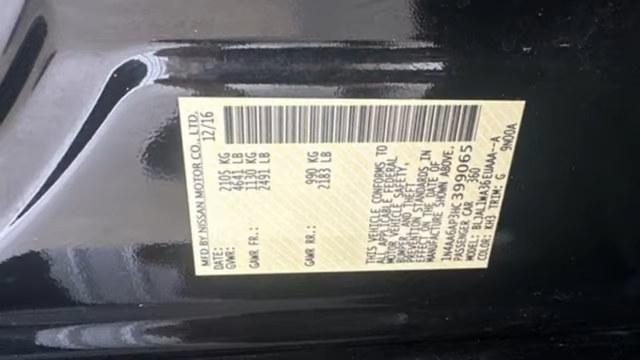 MFD BY NISSAN MOTOR CO., LTD.
DATE: 12/16
GVWR: 2105 KG
4641 LB
GAWR FR.: 1130 KG
2491 LB
GAWR RR.: 990 KG
2183 LB
THIS VEHICLE CONFORMS TO
ALL APPLICABLE FEDERAL
MOTOR VEHICLE SAFETY,
BUMPER, AND THEFT
PREVENTION STANDARDS IN
EFFECT ON THE DATE OF
MANUFACTURE SHOWN ABOVE.
1N4AA6AP3HC399065
PASSENGER CAR 360
MODEL: BLJALLWA36EUAAA--A
COLOR: KH3 TRIM: G 9N00A